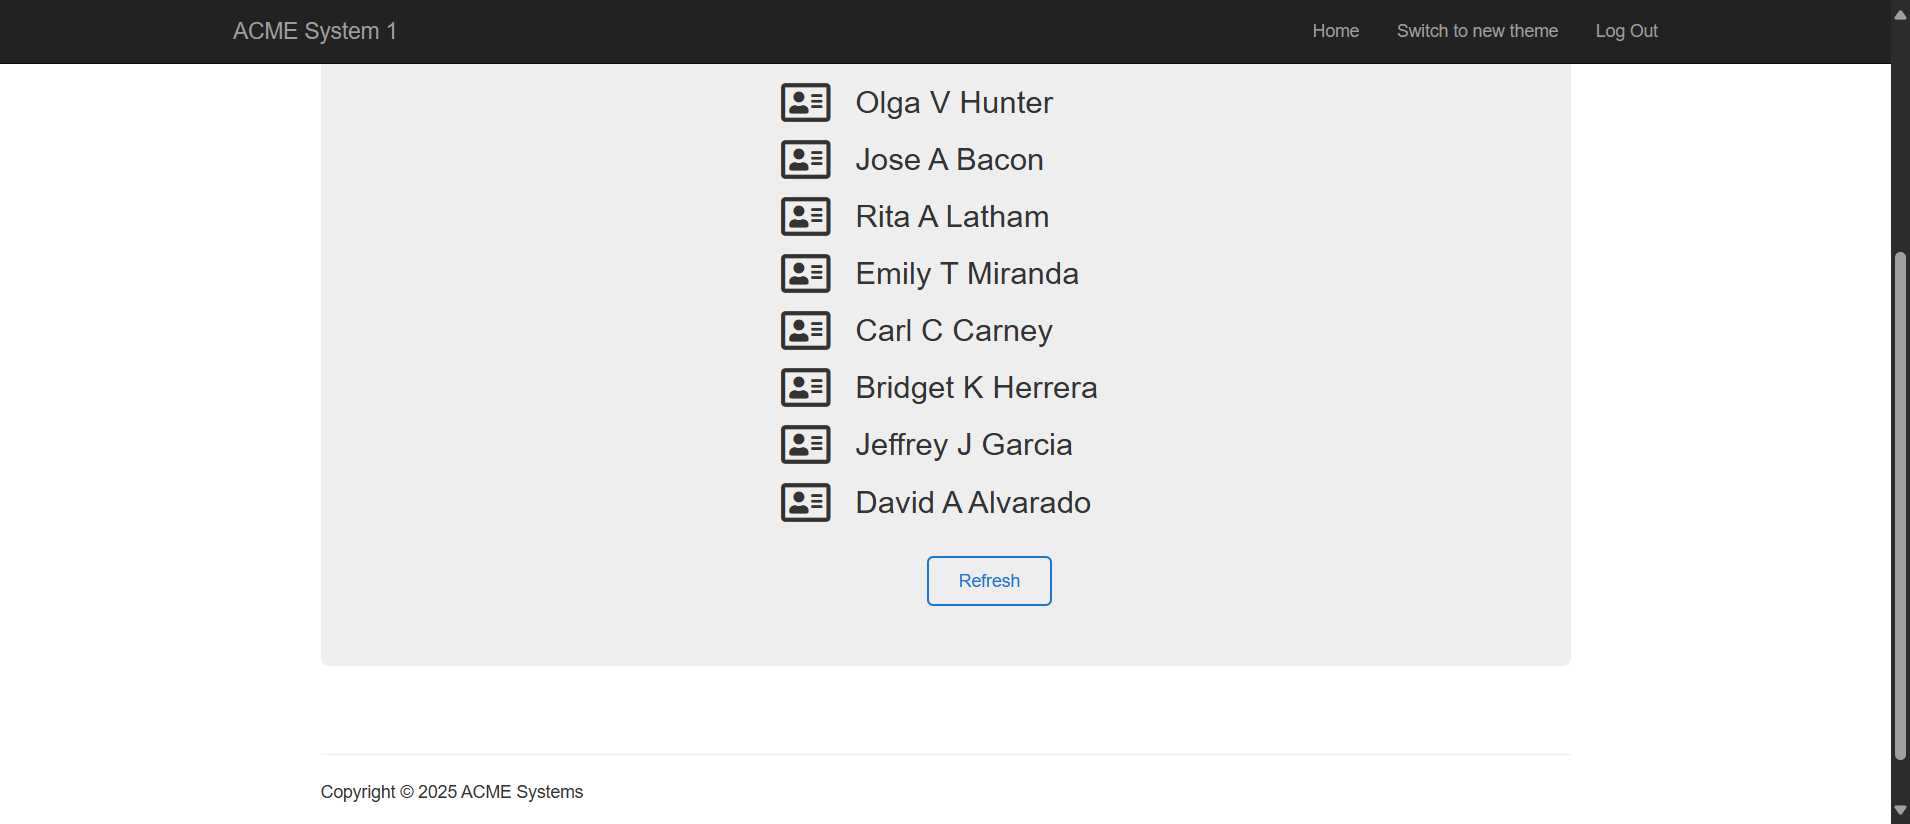 ACME System 1
Home
Switch to new theme
Log Out
Olga V Hunter
Jose A Bacon
Rita A Latham
Emily T Miranda
Carl C Carney
Bridget K Herrera
Jeffrey J Garcia
David A Alvarado
Refresh
Copyright © 2025 ACME Systems